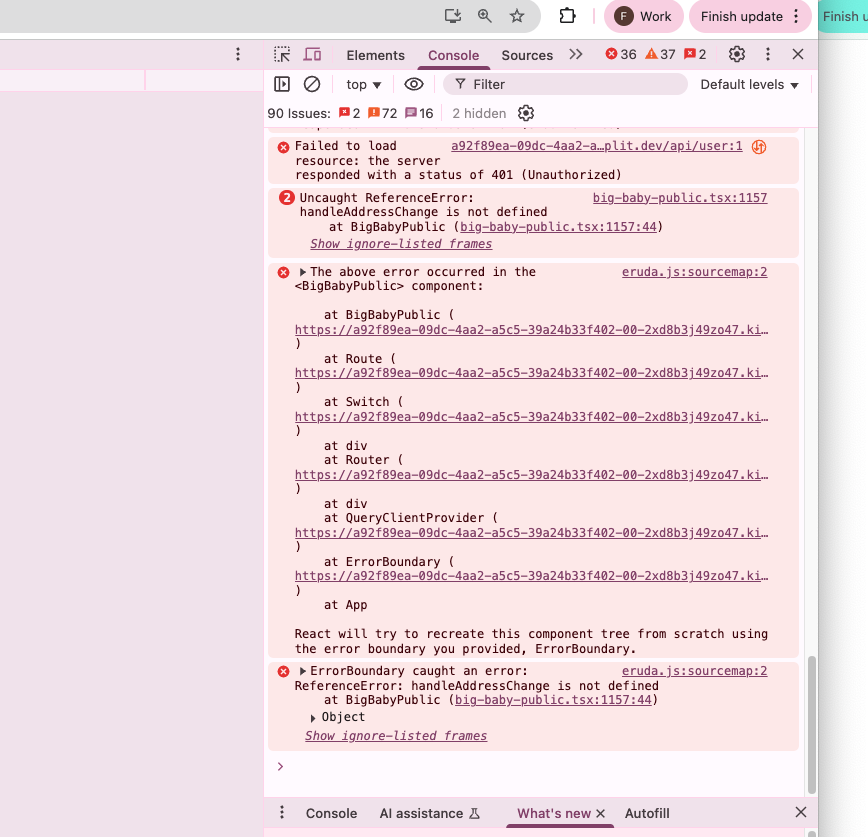 F Work
Finish update
Finish u
Elements Console Sources 36 37 2
top Filter Default levels
90 Issues: 2 72 16 2 hidden
Failed to load a92f89ea-09dc-4aa2-a…plit.dev/api/user:1
resource: the server
responded with a status of 401 (Unauthorized)
2 Uncaught ReferenceError: big-baby-public.tsx:1157
handleAddressChange is not defined
at BigBabyPublic (big-baby-public.tsx:1157:44)
Show ignore-listed frames
The above error occurred in the eruda.js:sourcemap:2
<BigBabyPublic> component:
at BigBabyPublic (
https://a92f89ea-09dc-4aa2-a5c5-39a24b33f402-00-2xd8b3j49zo47.ki…
)
at Route (
https://a92f89ea-09dc-4aa2-a5c5-39a24b33f402-00-2xd8b3j49zo47.ki…
)
at Switch (
https://a92f89ea-09dc-4aa2-a5c5-39a24b33f402-00-2xd8b3j49zo47.ki…
)
at div
at Router (
https://a92f89ea-09dc-4aa2-a5c5-39a24b33f402-00-2xd8b3j49zo47.ki…
)
at div
at QueryClientProvider (
https://a92f89ea-09dc-4aa2-a5c5-39a24b33f402-00-2xd8b3j49zo47.ki…
)
at ErrorBoundary (
https://a92f89ea-09dc-4aa2-a5c5-39a24b33f402-00-2xd8b3j49zo47.ki…
)
at App
React will try to recreate this component tree from scratch using
the error boundary you provided, ErrorBoundary.
ErrorBoundary caught an error: eruda.js:sourcemap:2
ReferenceError: handleAddressChange is not defined
at BigBabyPublic (big-baby-public.tsx:1157:44)
Object
Show ignore-listed frames
Console AI assistance What's new Autofill